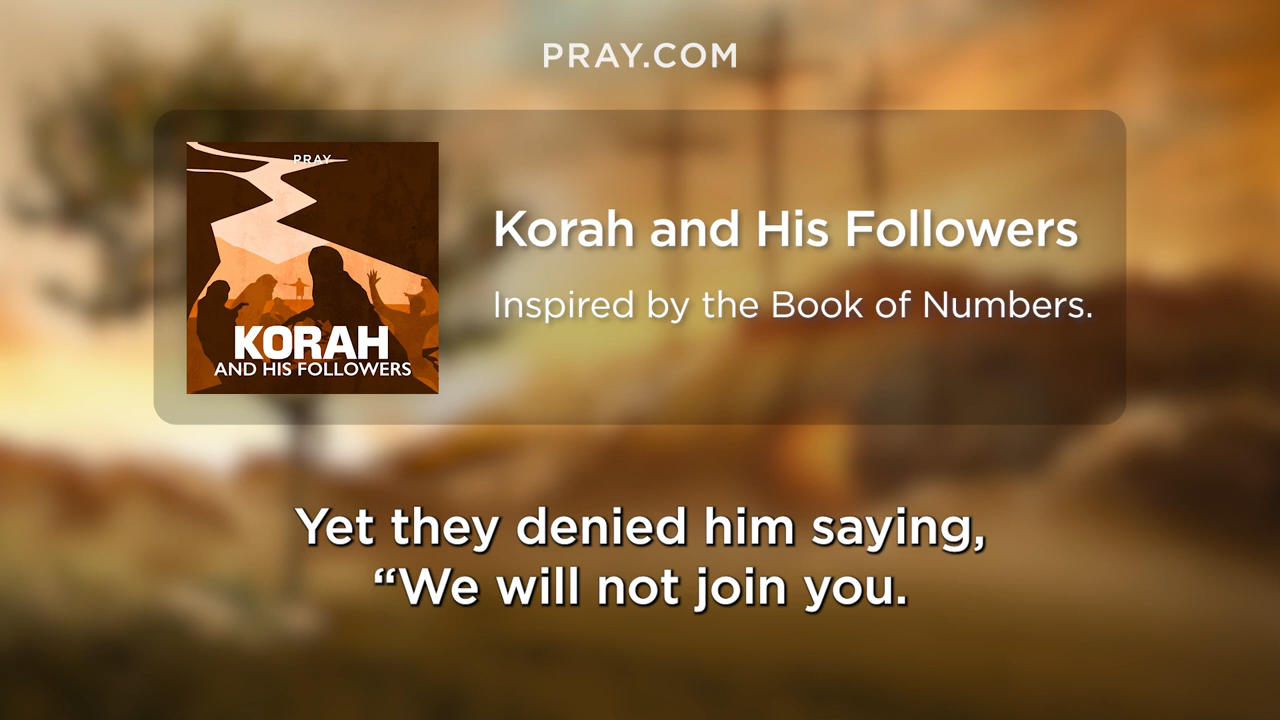 PRAY.COM
PRAY
KORAH
AND HIS FOLLOWERS
Korah and His Followers
Inspired by the Book of Numbers.
Yet they denied him saying,
“We will not join you.